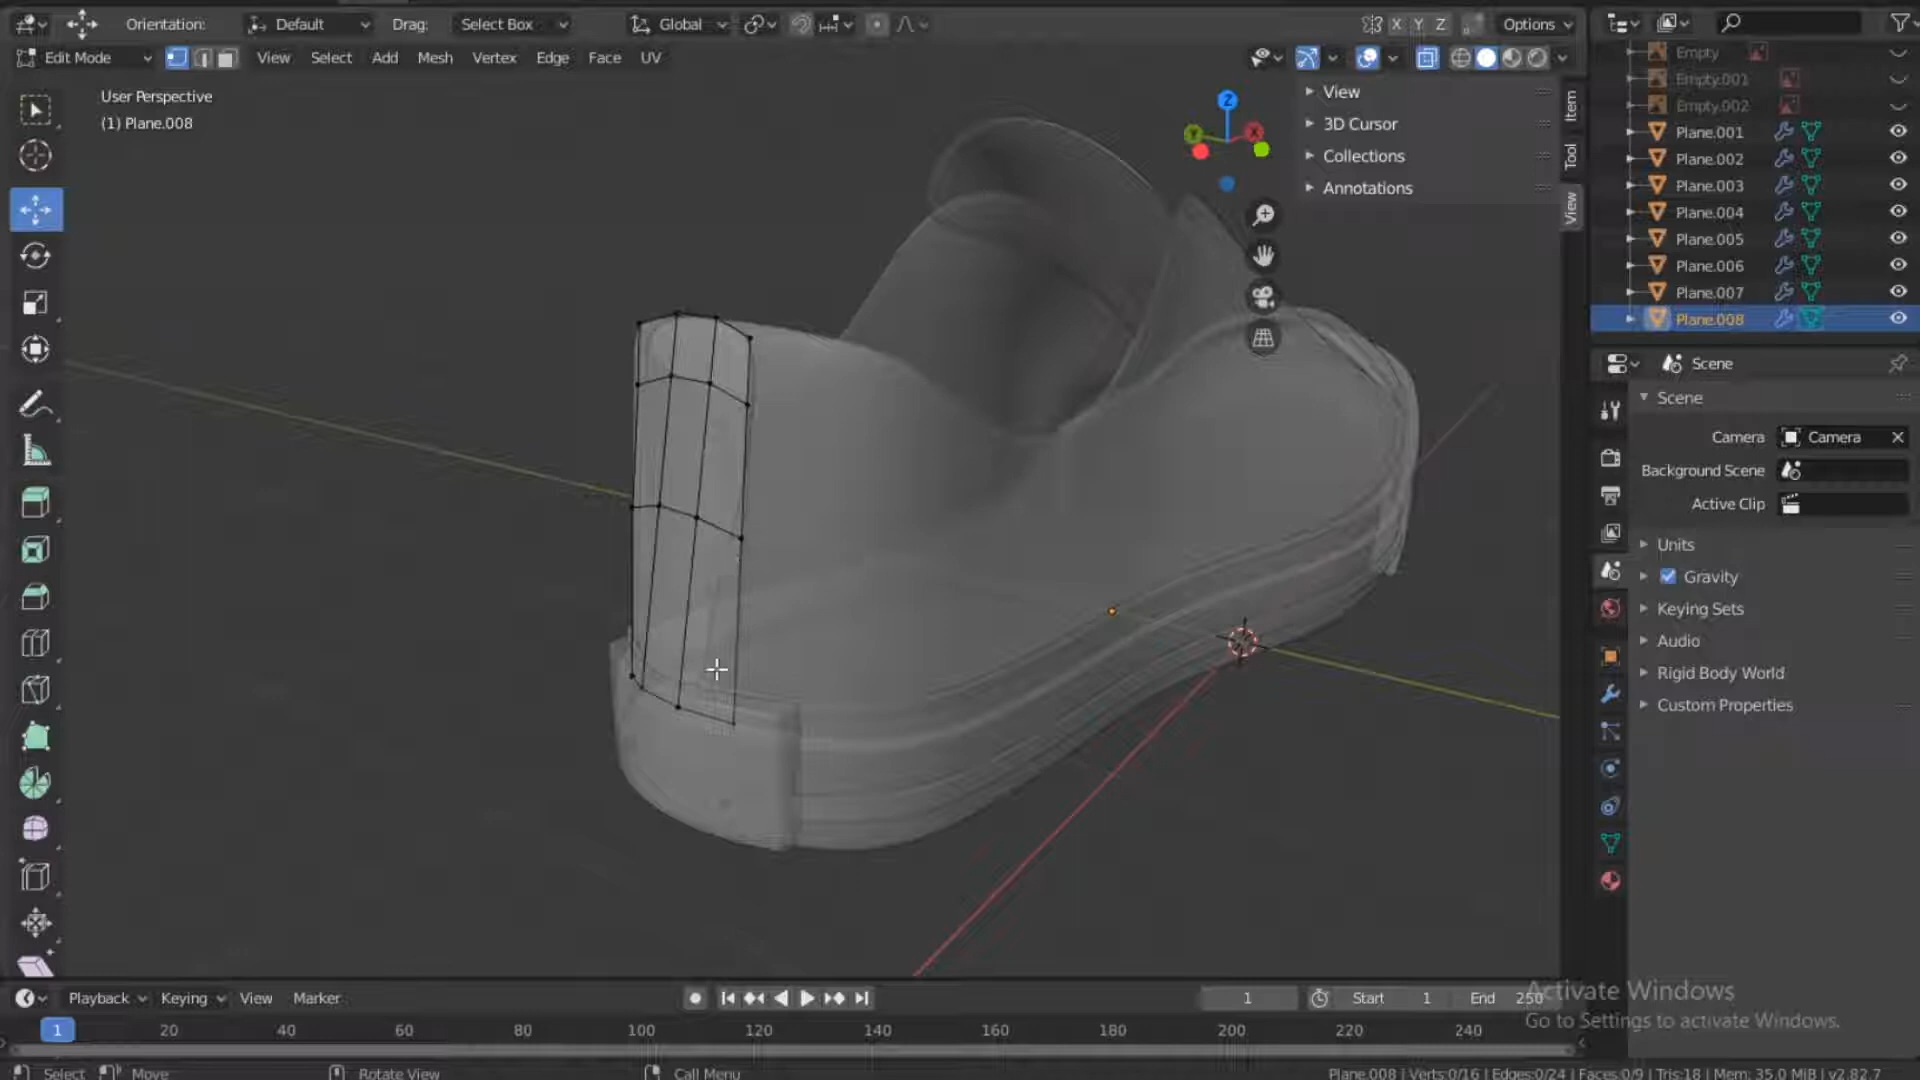 Orientation: Default Drag: Select Box Global X Y Z Options
Edit Mode View Select Add Mesh Vertex Edge Face UV
User Perspective
(1) Plane.008
Z
Y
X
View
3D Cursor
Collections
Annotations
Item
Tool
View
Empty
Empty.001
Empty.002
Plane.001
Plane.002
Plane.003
Plane.004
Plane.005
Plane.006
Plane.007
Plane.008
Scene
Scene
Camera Camera
Background Scene
Active Clip
Units
Gravity
Keying Sets
Audio
Rigid Body World
Custom Properties
Playback Keying View Marker 1 Start 1 End 250
1 20 40 60 80 100 120 140 160 180 200 220 240
Activate Windows
Go to Settings to activate Windows.
Select Move Rotate View Call Menu Plane.008 | Verts:0/16 | Edges:0/24 | Faces:0/9 | Tris:18 | Mem: 35.0 MiB | v2.82.7